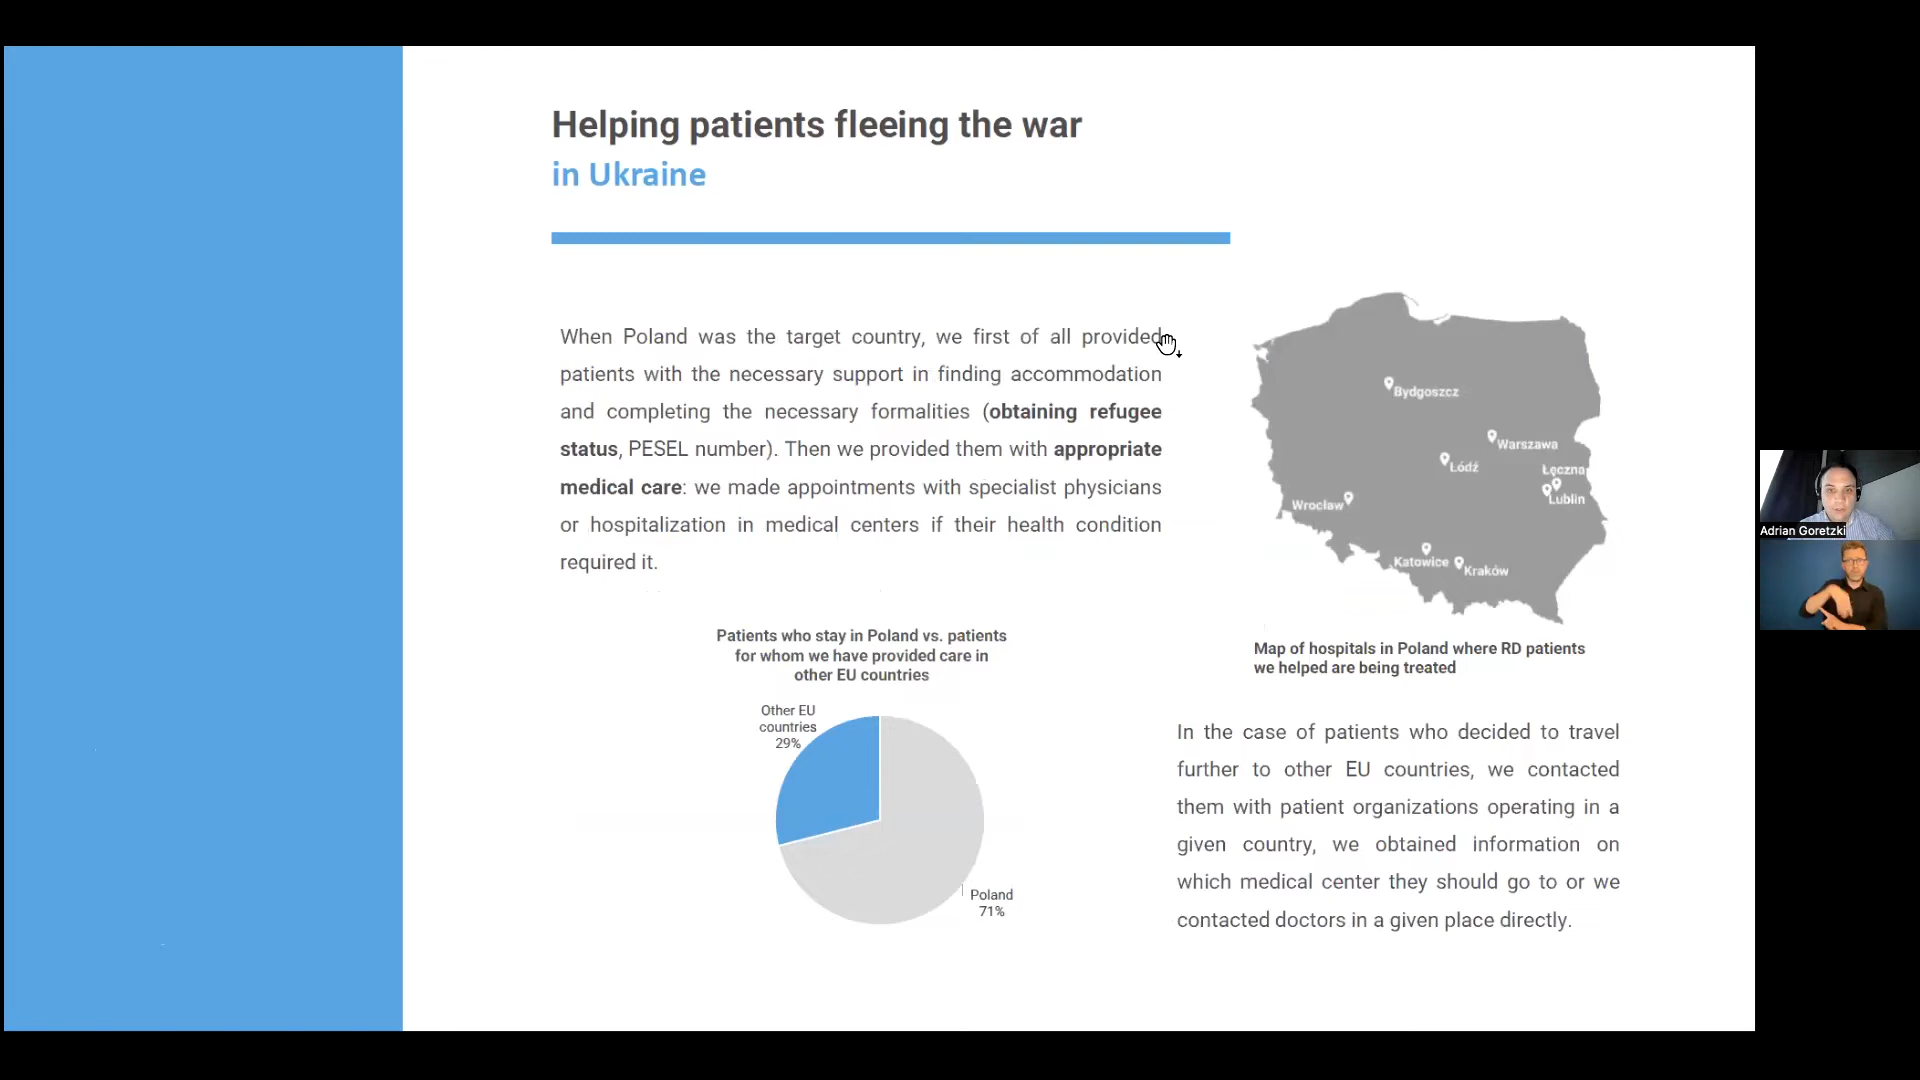 Helping patients fleeing the war
in Ukraine
When Poland was the target country, we first of all provided
patients with the necessary support in finding accommodation
and completing the necessary formalities (obtaining refugee
status, PESEL number). Then we provided them with appropriate
medical care: we made appointments with specialist physicians
or hospitalization in medical centers if their health condition
required it.
Patients who stay in Poland vs. patients
for whom we have provided care in
other EU countries
Other EU
countries
29%
Poland
71%
Bydgoszcz
Warszawa
Łódź
Łęczna
Lublin
Wrocław
Katowice
Kraków
Map of hospitals in Poland where RD patients
we helped are being treated
In the case of patients who decided to travel
further to other EU countries, we contacted
them with patient organizations operating in a
given country, we obtained information on
which medical center they should go to or we
contacted doctors in a given place directly.
Adrian Goretzki